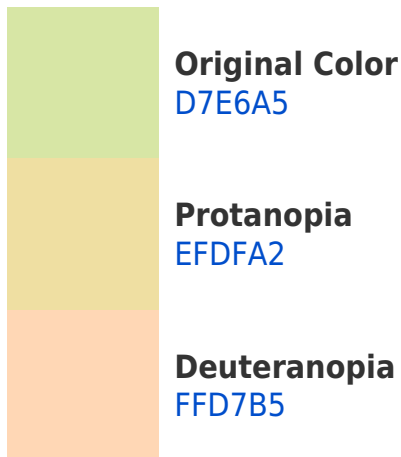 Original Color
D7E6A5
Protanopia
EFDFA2
Deuteranopia
FFD7B5